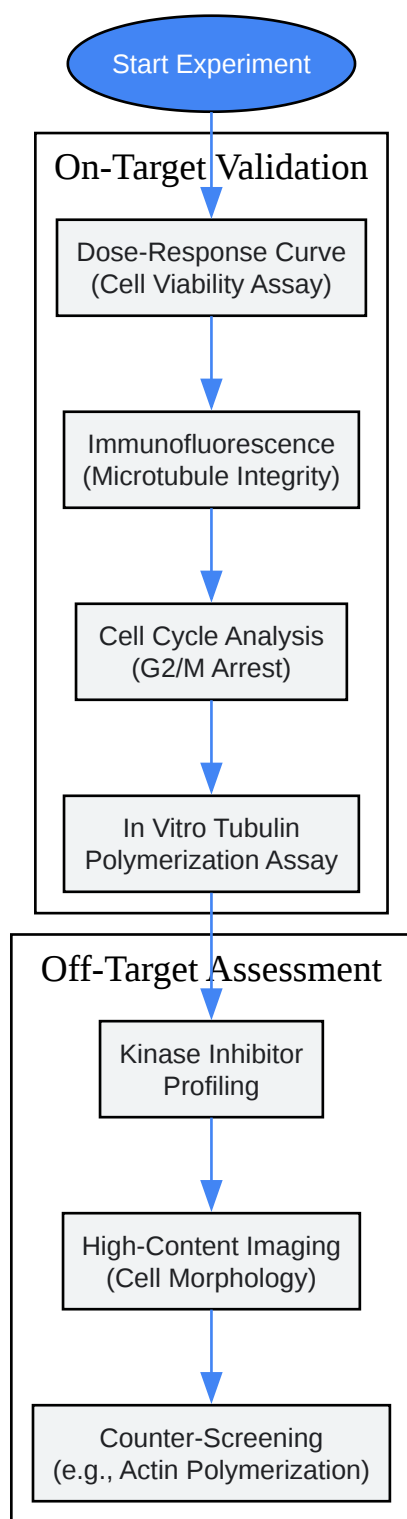 Start Experiment
On-Target Validation
Dose-Response Curve
(Cell Viability Assay)
Immunofluorescence
(Microtubule Integrity)
Cell Cycle Analysis
(G2/M Arrest)
In Vitro Tubulin
Polymerization Assay
Off-Target Assessment
Kinase Inhibitor
Profiling
High-Content Imaging
(Cell Morphology)
Counter-Screening
(e.g., Actin Polymerization)